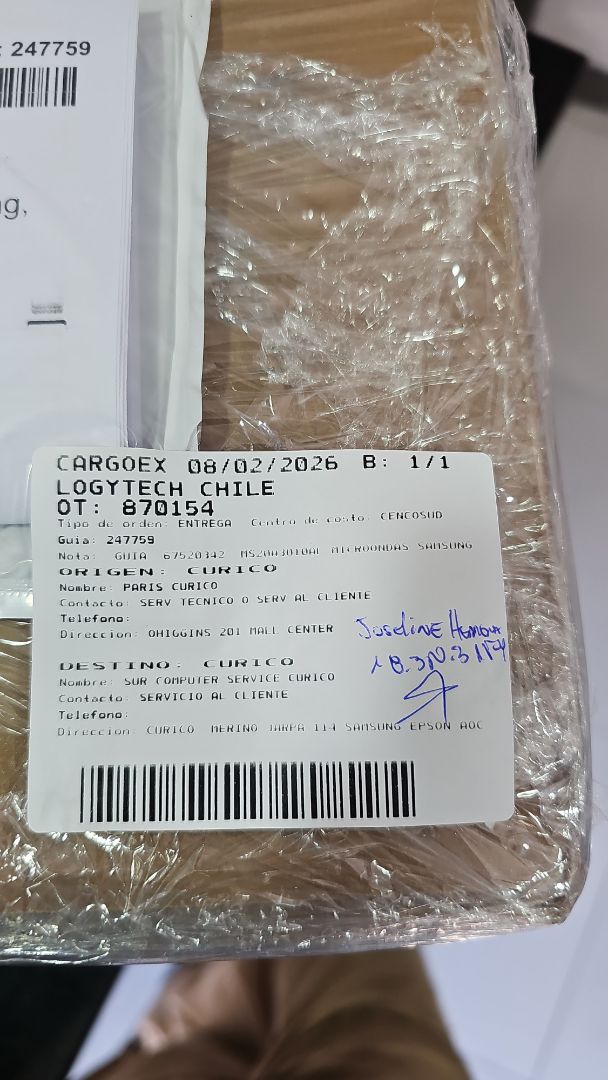 : 247759
g,
CARGOEX 08/02/2026 B: 1/1
LOGYTECH CHILE
OT: 870154
Tipo de orden: ENTREGA Centro de costo: CENCOSUD
Guia: 247759
Nota: GUIA 67520342 MS20A3010AL MICROONDAS SAMSUNG
ORIGEN: CURICO
Nombre: PARIS CURICO
Contacto: SERV TECNICO O SERV AL CLIENTE
Telefono:
Direccion: OHIGGINS 201 MALL CENTER
Joseline
DESTINO: CURICO
Nombre: SUR COMPUTER SERVICE CURICO
Contacto: SERVICIO AL CLIENTE
Telefono:
Direccion: CURICO MERINO JARPA 114 SAMSUNG EPSON AOC